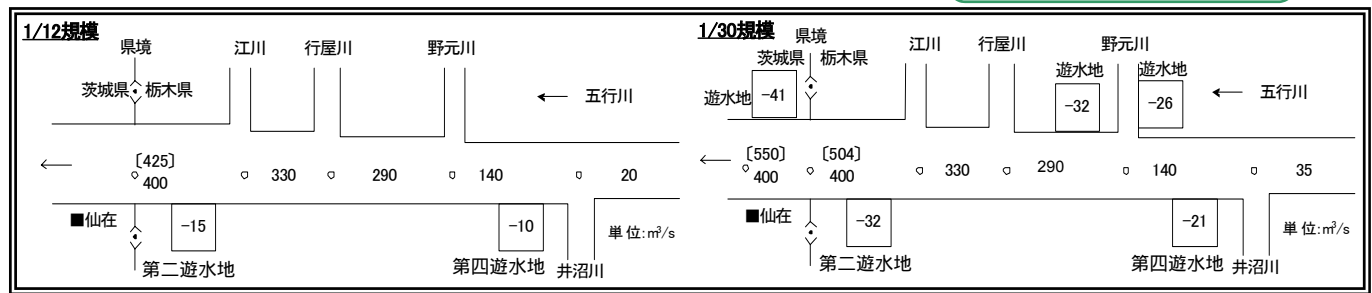 1/12規模
県境
江川
行屋川
野元川
茨城県
栃木県
← 五行川
←
〔425〕
400
330
290
140
20
■仙在
-15
-10
単位:m³/s
第二遊水地
第四遊水地
井沼川
1/30規模
県境
江川
行屋川
野元川
茨城県
栃木県
遊水地
-41
遊水地
-32
遊水地
-26
← 五行川
←
〔550〕
400
〔504〕
400
330
290
140
35
■仙在
-32
-21
単位:m³/s
第二遊水地
第四遊水地
井沼川